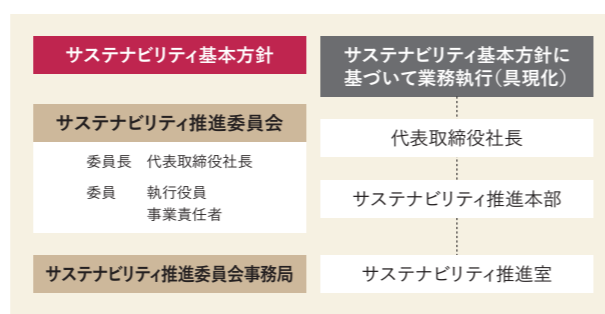 サステナビリティ基本方針
サステナビリティ推進委員会
委員長 代表取締役社長
委員 執行役員
事業責任者
サステナビリティ推進委員会事務局
サステナビリティ基本方針に
基づいて業務執行(具現化)
代表取締役社長
サステナビリティ推進本部
サステナビリティ推進室